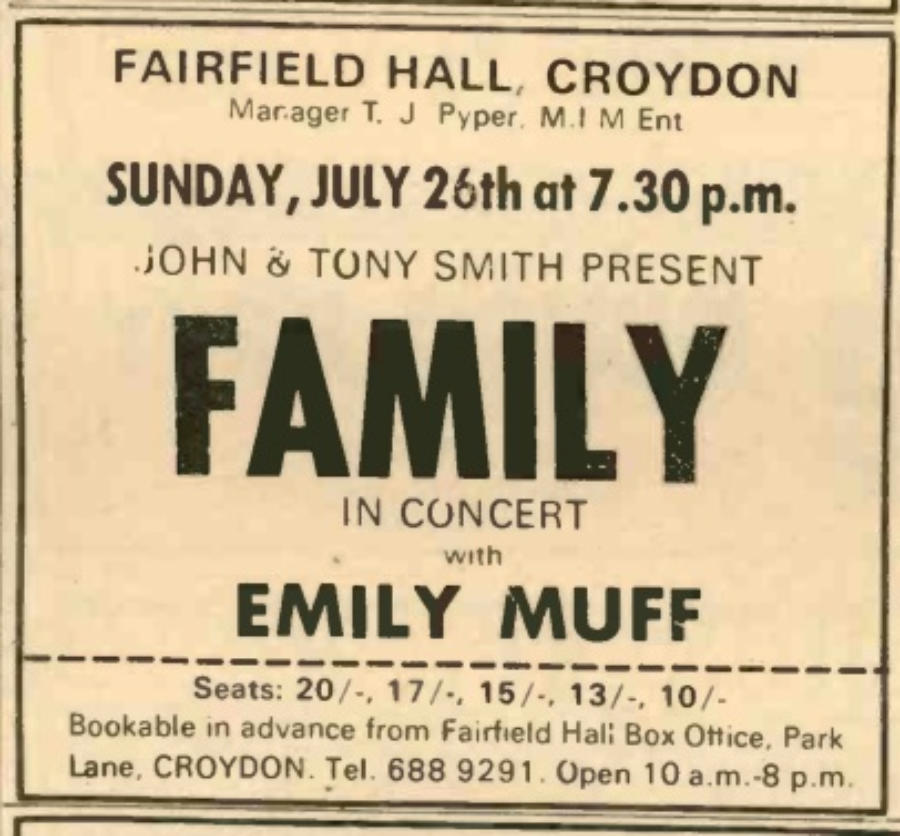 FAIRFIELD HALL, CROYDON
Manager T. J Pyper. M.I M Ent
SUNDAY, JULY 26th at 7.30 p.m.
JOHN & TONY SMITH PRESENT
FAMILY
IN CONCERT
with
EMILY MUFF
Seats: 20/-, 17/-, 15/-, 13/-, 10/-
Bookable in advance from Fairfield Hall Box Office, Park
Lane, CROYDON. Tel. 688 9291. Open 10 a.m.-8 p.m.